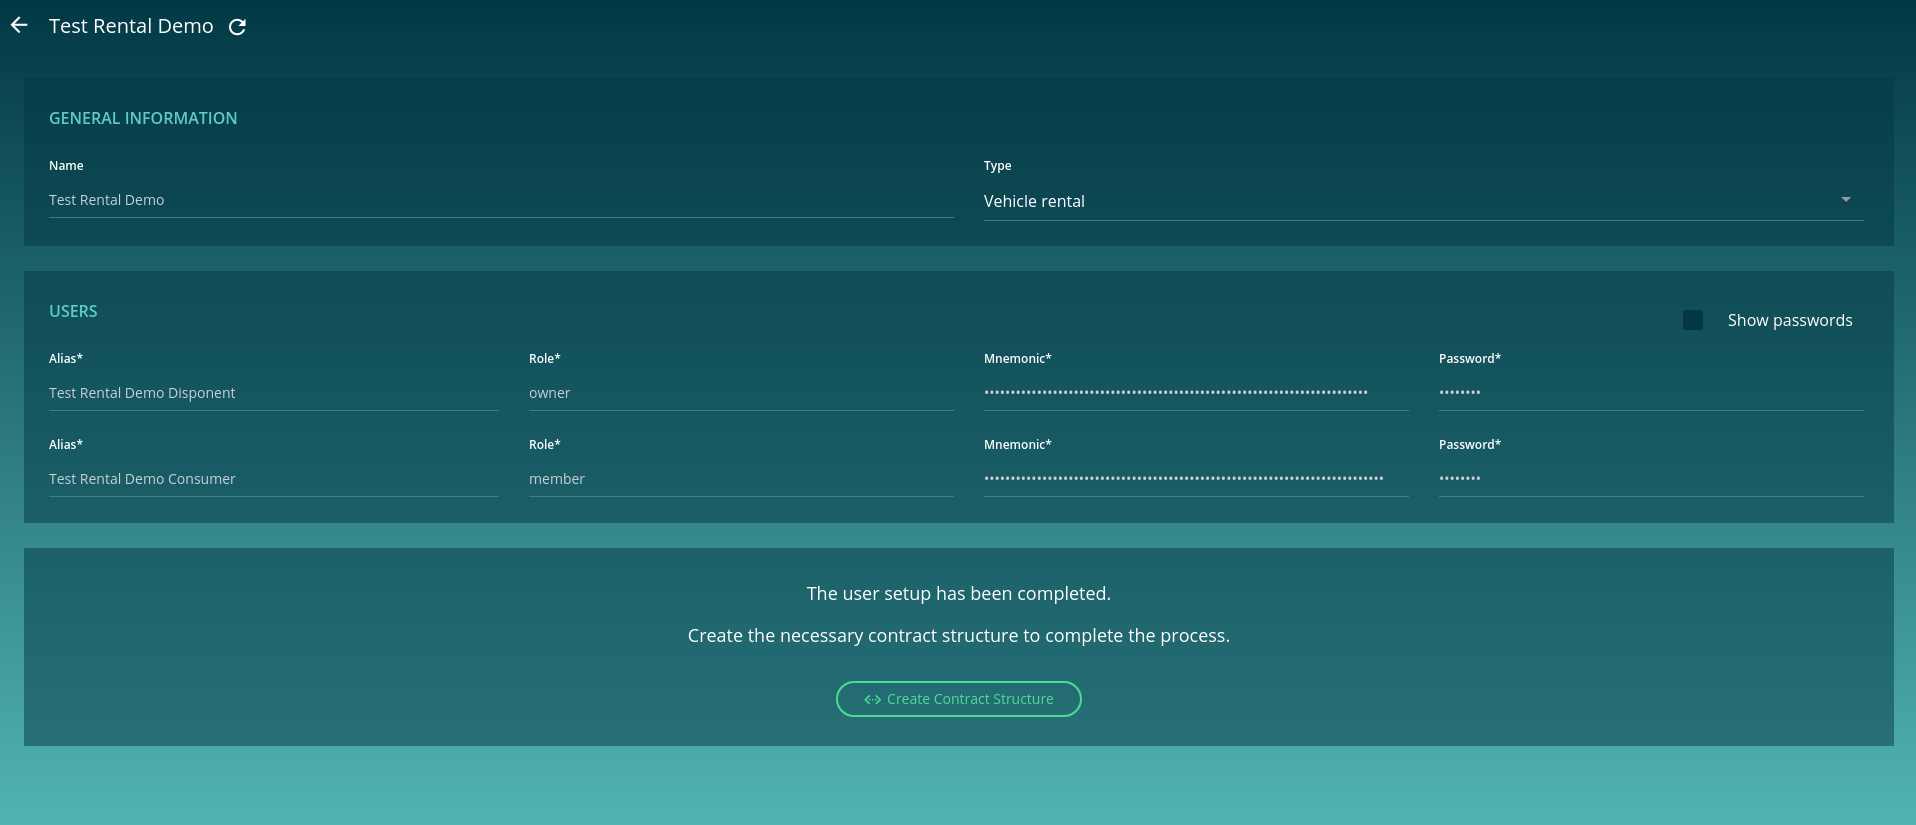 Test Rental Demo
GENERAL INFORMATION
Name
Type
Test Rental Demo
Vehicle rental
USERS
Show passwords
Alias*
Role*
Mnemonic*
Password*
Test Rental Demo Disponent
owner
Alias*
Role*
Mnemonic*
Password*
Test Rental Demo Consumer
member
The user setup has been completed.
Create the necessary contract structure to complete the process.
Create Contract Structure